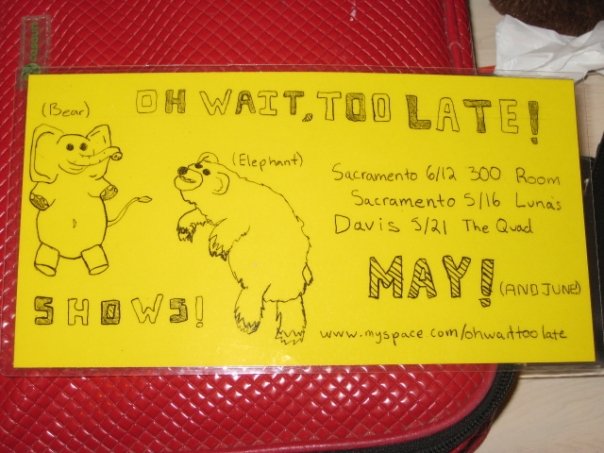 OH WAIT, TOO LATE!
(Bear)
(Elephant)
Sacramento 6/12 300 Room
Sacramento 5/16 Luna's
Davis 5/21 The Quad
MAY! (AND JUNE)
SHOWS!
www.myspace.com/ohwaittoolate